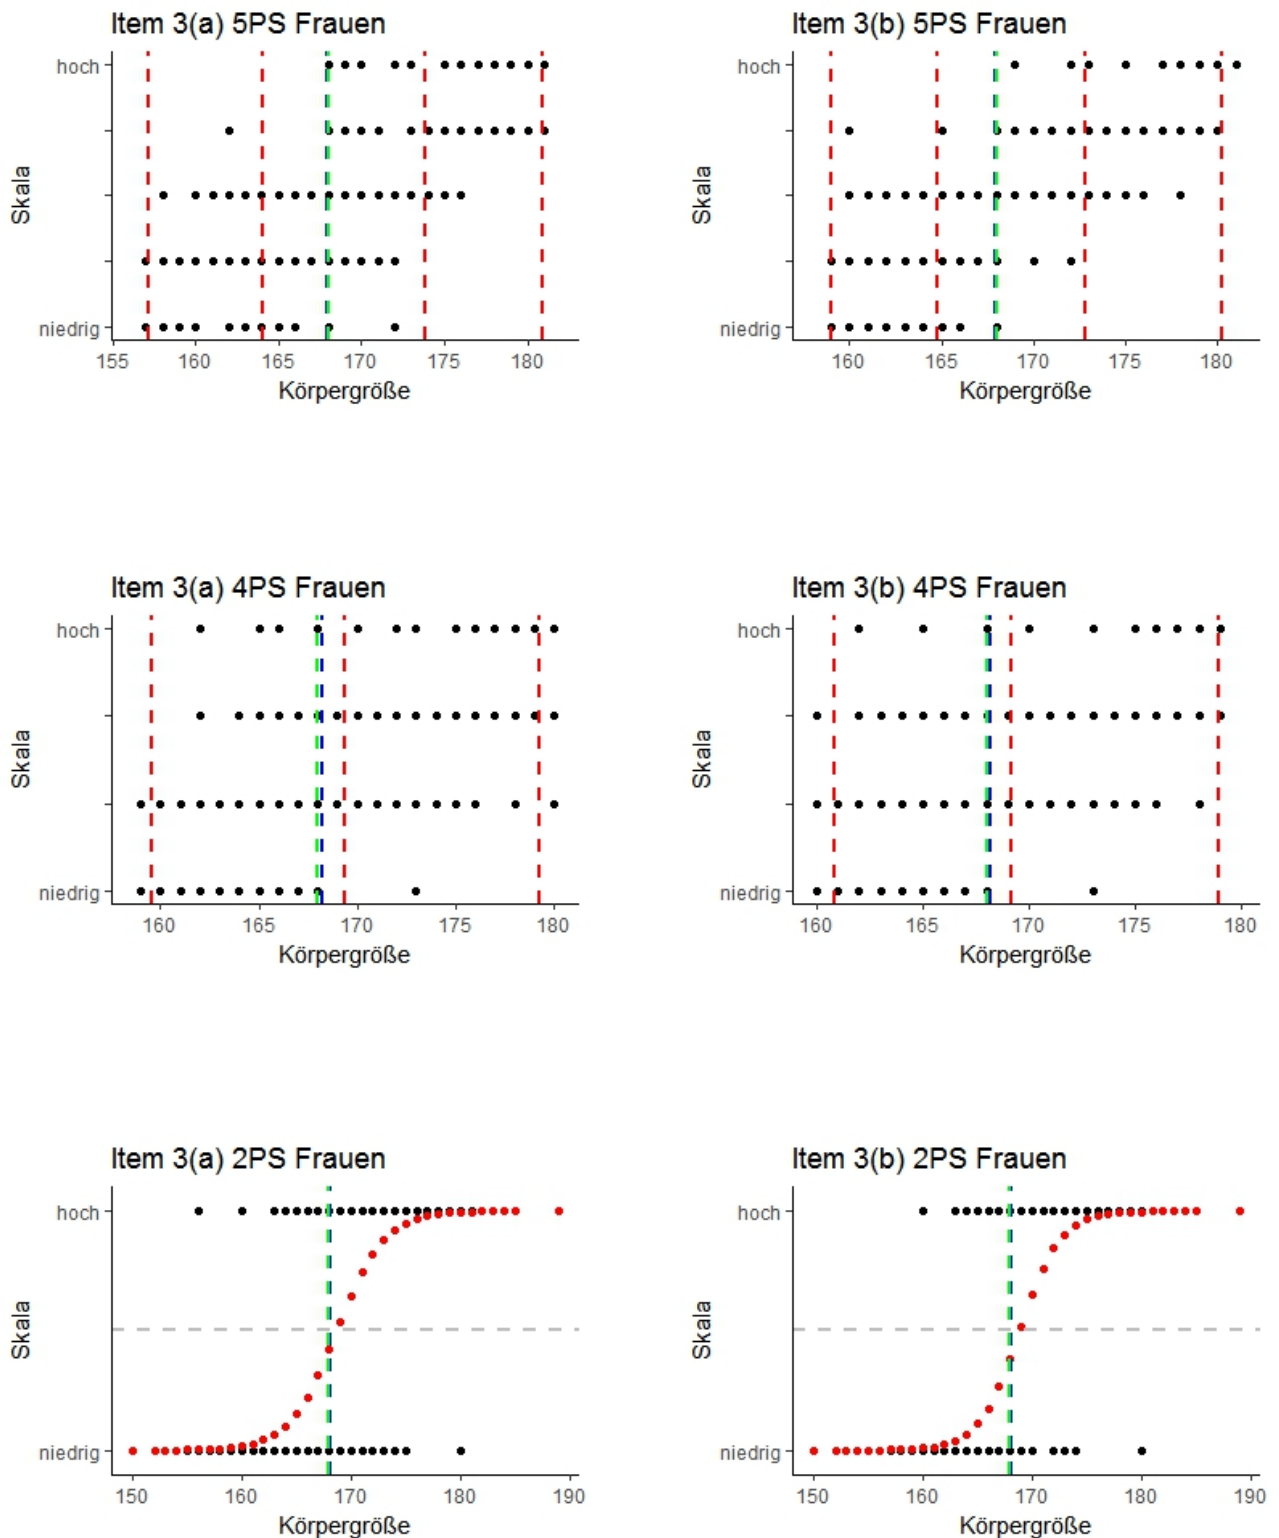 Item 3(a) 5PS Frauen
hoch
Skala
niedrig
155 160 165 170 175 180
Körpergröße
Item 3(b) 5PS Frauen
hoch
Skala
niedrig
160 165 170 175 180
Körpergröße
Item 3(a) 4PS Frauen
hoch
Skala
niedrig
160 165 170 175 180
Körpergröße
Item 3(b) 4PS Frauen
hoch
Skala
niedrig
160 165 170 175 180
Körpergröße
Item 3(a) 2PS Frauen
hoch
Skala
niedrig
150 160 170 180 190
Körpergröße
Item 3(b) 2PS Frauen
hoch
Skala
niedrig
150 160 170 180 190
Körpergröße